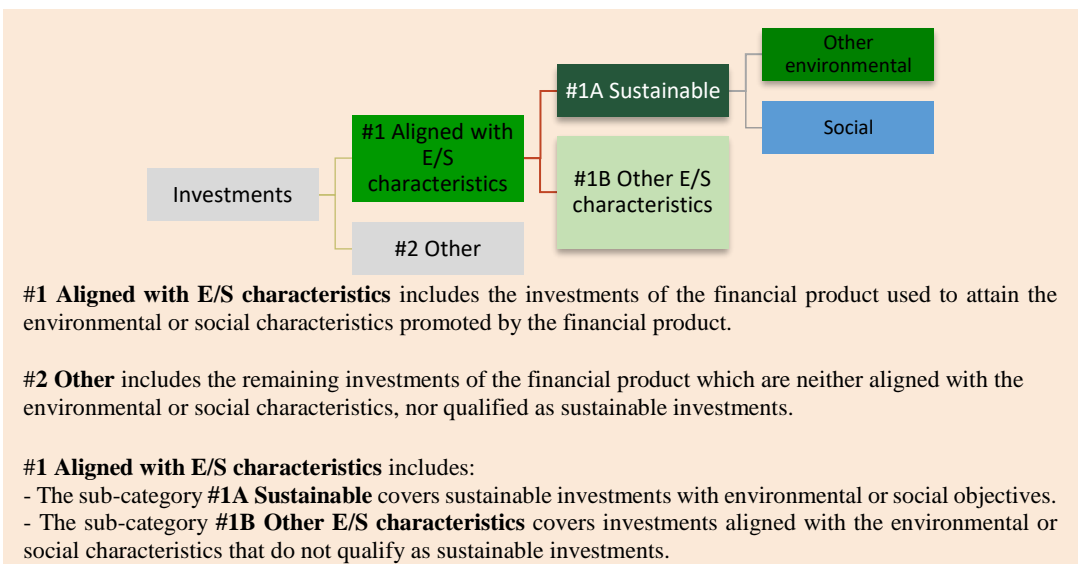 Other
environmental
#1A Sustainable
#1 Aligned with
E/S
characteristics
Social
Investments
#1B Other E/S
characteristics
#2 Other
#1 Aligned with E/S characteristics includes the investments of the financial product used to attain the
environmental or social characteristics promoted by the financial product.
#2 Other includes the remaining investments of the financial product which are neither aligned with the
environmental or social characteristics, nor qualified as sustainable investments.
#1 Aligned with E/S characteristics includes:
- The sub-category #1A Sustainable covers sustainable investments with environmental or social objectives.
- The sub-category #1B Other E/S characteristics covers investments aligned with the environmental or
social characteristics that do not qualify as sustainable investments.